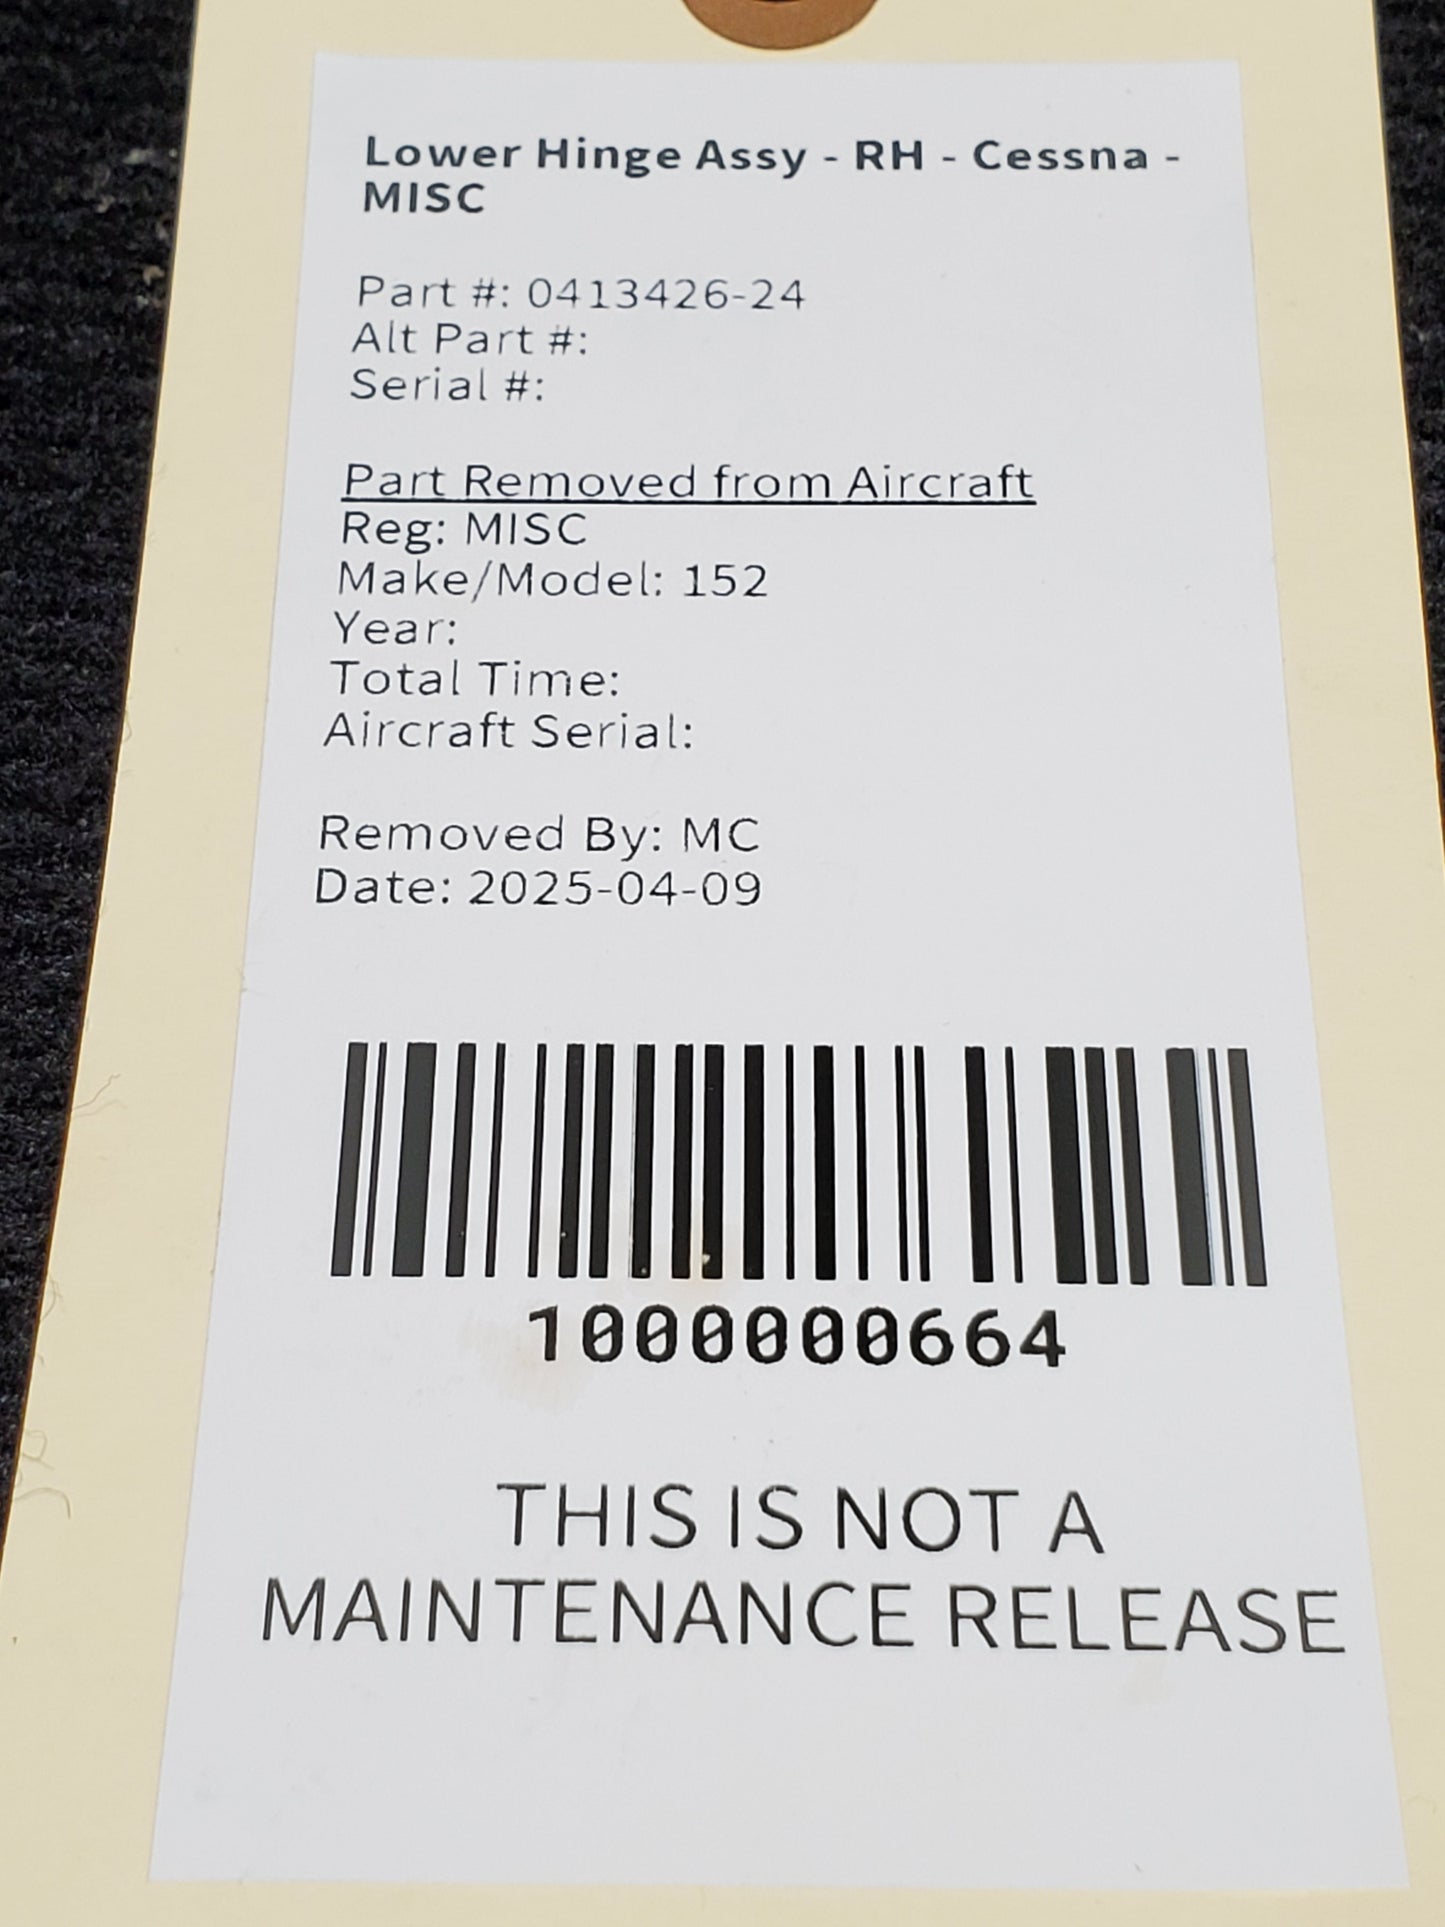 Lower Hinge Assy - RH - Cessna -
MISC
Part #: 0413426-24
Alt Part #:
Serial #:
Part Removed from Aircraft
Reg: MISC
Make/Model: 152
Year:
Total Time:
Aircraft Serial:
Removed By: MC
Date: 2025-04-09
1000000664
THIS IS NOT A
MAINTENANCE RELEASE